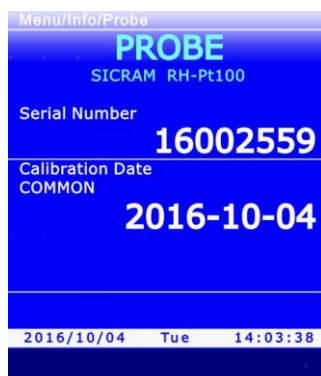 Menu/Info/Probe
PROBE
SICRAM RH-Pt100
Serial Number
16002559
Calibration Date
COMMON
2016-10-04
2016/10/04 Tue 14:03:38